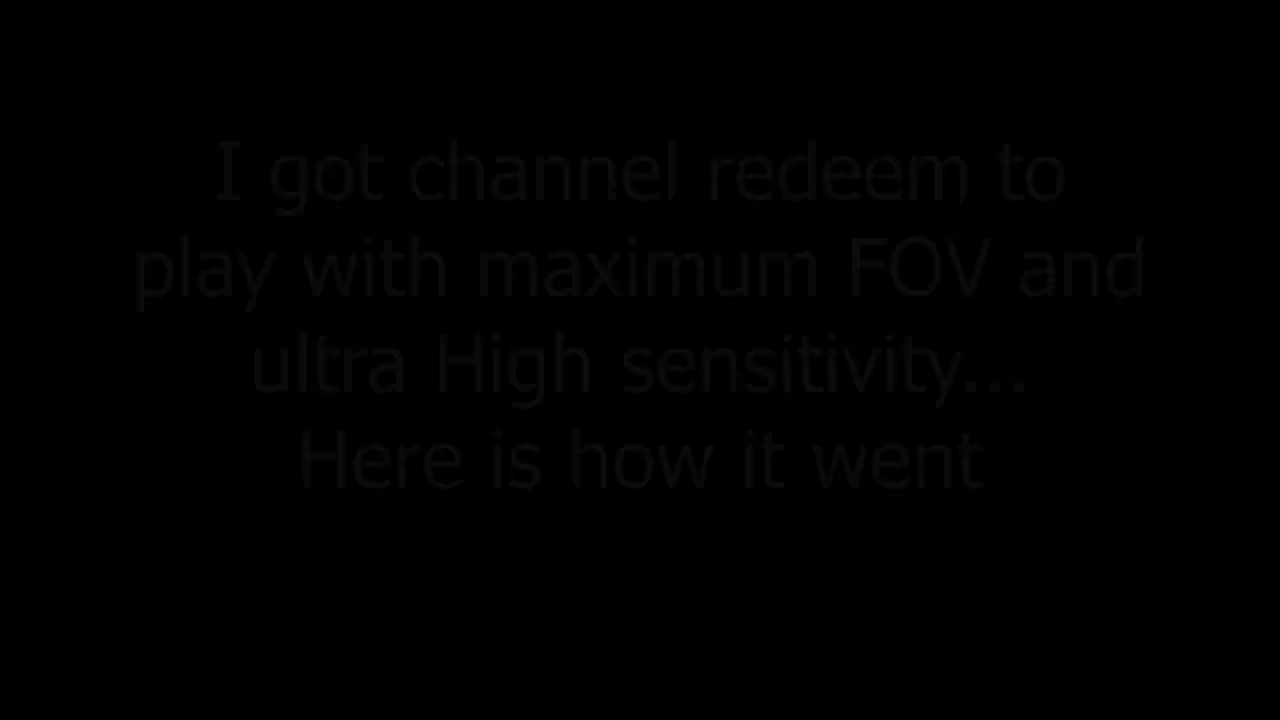 I got channel redeem to
play with maximum FOV and
ultra High sensitivity...
Here is how it went